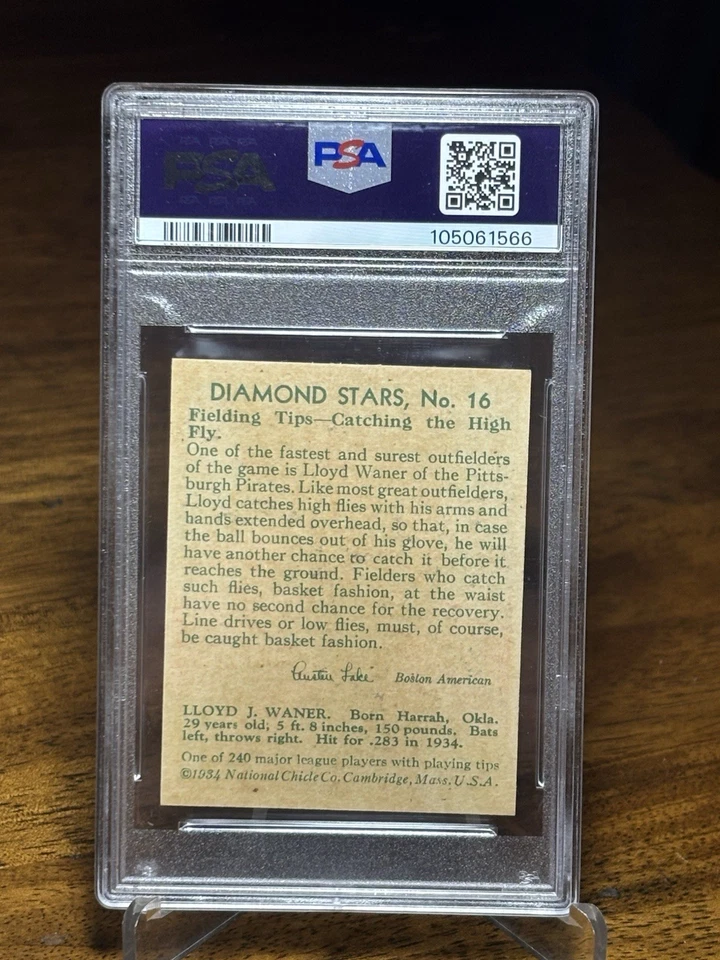 PSA
PSA
105061566
DIAMOND STARS, No. 16
Fielding Tips—Catching the High
Fly.
One of the fastest and surest outfielders
of the game is Lloyd Waner of the Pitts-
burgh Pirates. Like most great outfielders,
Lloyd catches high flies with his arms and
hands extended overhead, so that, in case
the ball bounces out of his glove, he will
have another chance to catch it before it
reaches the ground. Fielders who catch
such flies, basket fashion, at the waist
have no second chance for the recovery.
Line drives or low flies, must, of course,
be caught basket fashion.
Austen Lake Boston American
LLOYD J. WANER. Born Harrah, Okla.
29 years old; 5 ft. 8 inches, 150 pounds. Bats
left, throws right. Hit for .283 in 1934.
One of 240 major league players with playing tips
©1934 National Chicle Co. Cambridge, Mass. U.S.A.